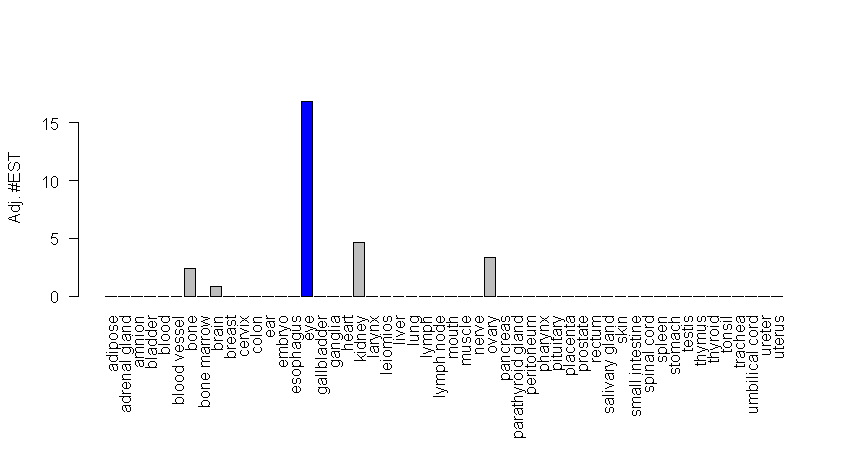 Adj. #EST
15
10
5
0
adipose
adrenal gland
amnion
bladder
blood
blood vessel
bone
bone marrow
brain
breast
cervix
colon
ear
embryo
esophagus
eye
gallbladder
ganglia
heart
kidney
larynx
leiomios
liver
lung
lymph
lymph node
mouth
muscle
nerve
ovary
pancreas
parathyroid gland
peritoneum
pharynx
pituitary
placenta
prostate
rectum
salivary gland
skin
small intestine
spinal cord
spleen
stomach
testis
thymus
thyroid
tonsil
trachea
umbilical cord
ureter
uterus